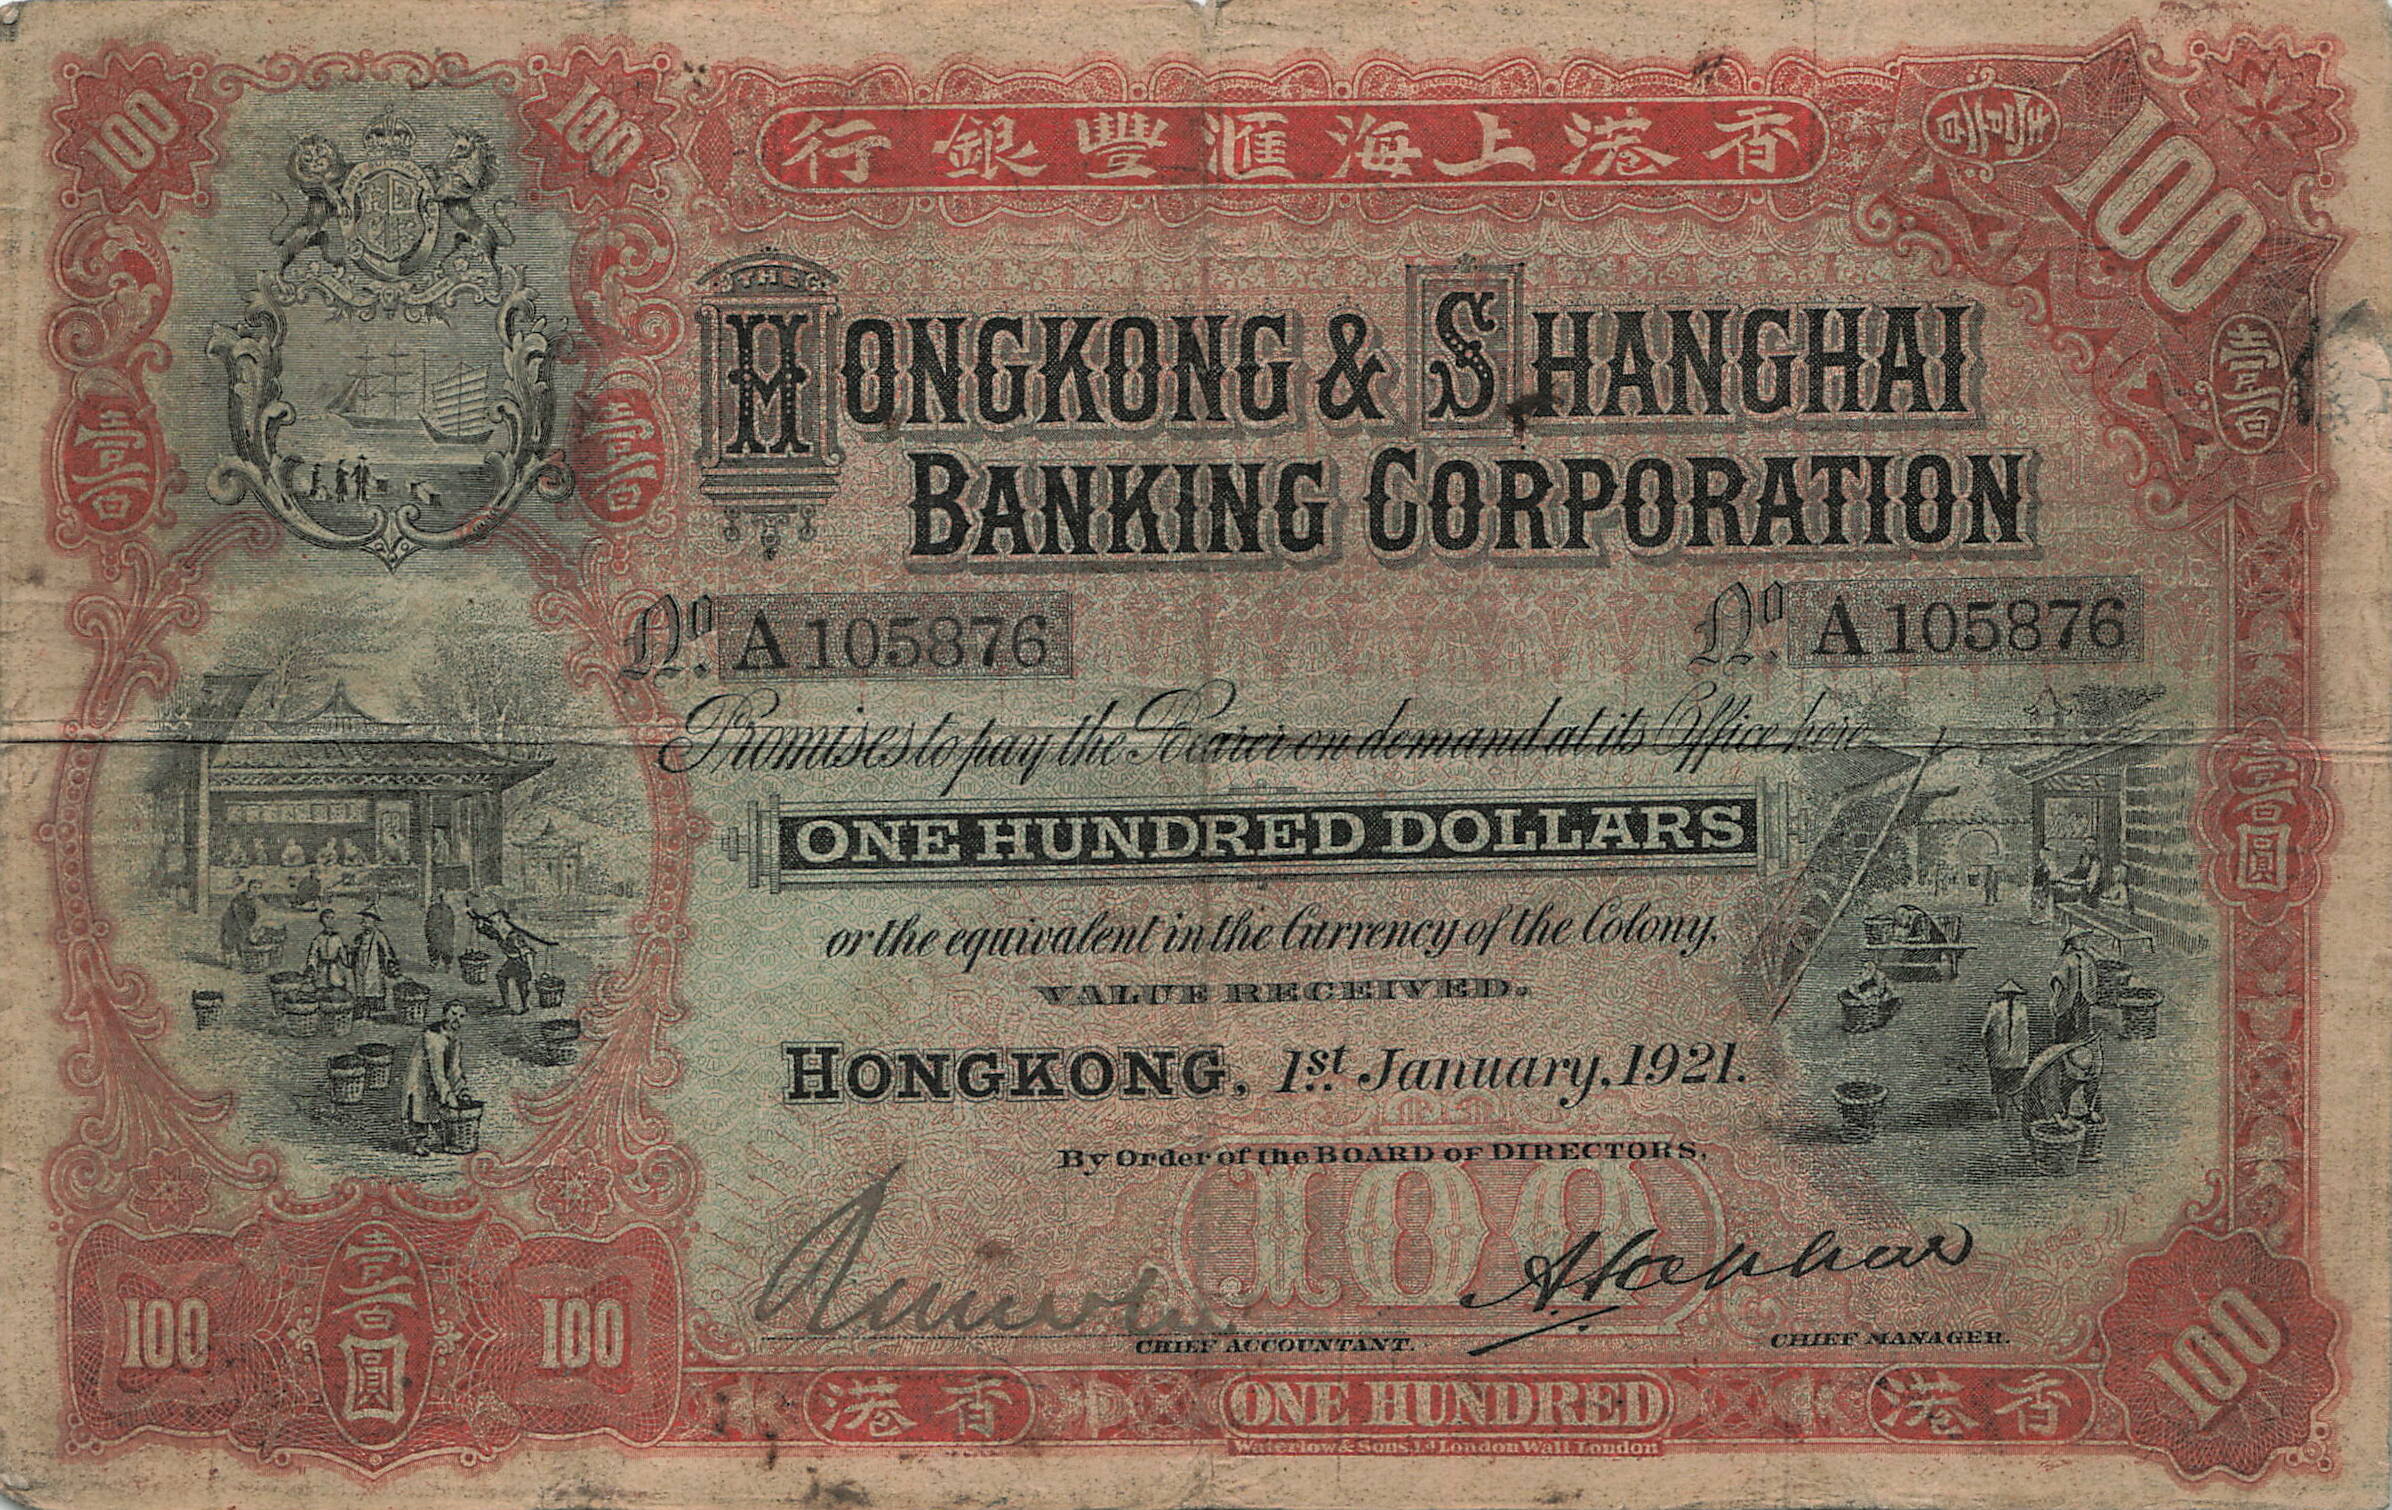 100
100
行銀豐滙海上港香
壹百
100
THE
HONGKONG & SHANGHAI
壹百
壹百
壹百
BANKING CORPORATION
No. A 105876
No. A 105876
Promises to pay the Bearer on demand at its Office here
ONE HUNDRED DOLLARS
壹百圓
or the equivalent in the Currency of the Colony,
VALUE RECEIVED.
HONGKONG, 1st January, 1921.
By Order of the BOARD OF DIRECTORS,
100
100
壹百圓
100
CHIEF ACCOUNTANT.
CHIEF MANAGER.
100
港香
ONE HUNDRED
港香
Waterlow & Sons Ld London Wall London